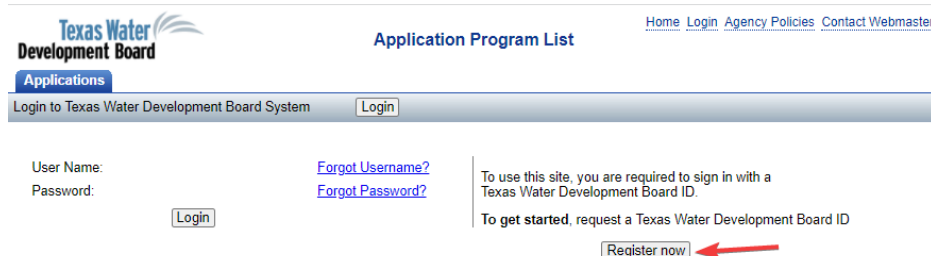 Texas Water
Development Board
Application Program List
Home Login Agency Policies Contact Webmaster
Applications
Login to Texas Water Development Board System Login
User Name: Forgot Username?
Password: Forgot Password?
Login
To use this site, you are required to sign in with a
Texas Water Development Board ID.
To get started, request a Texas Water Development Board ID
Register now